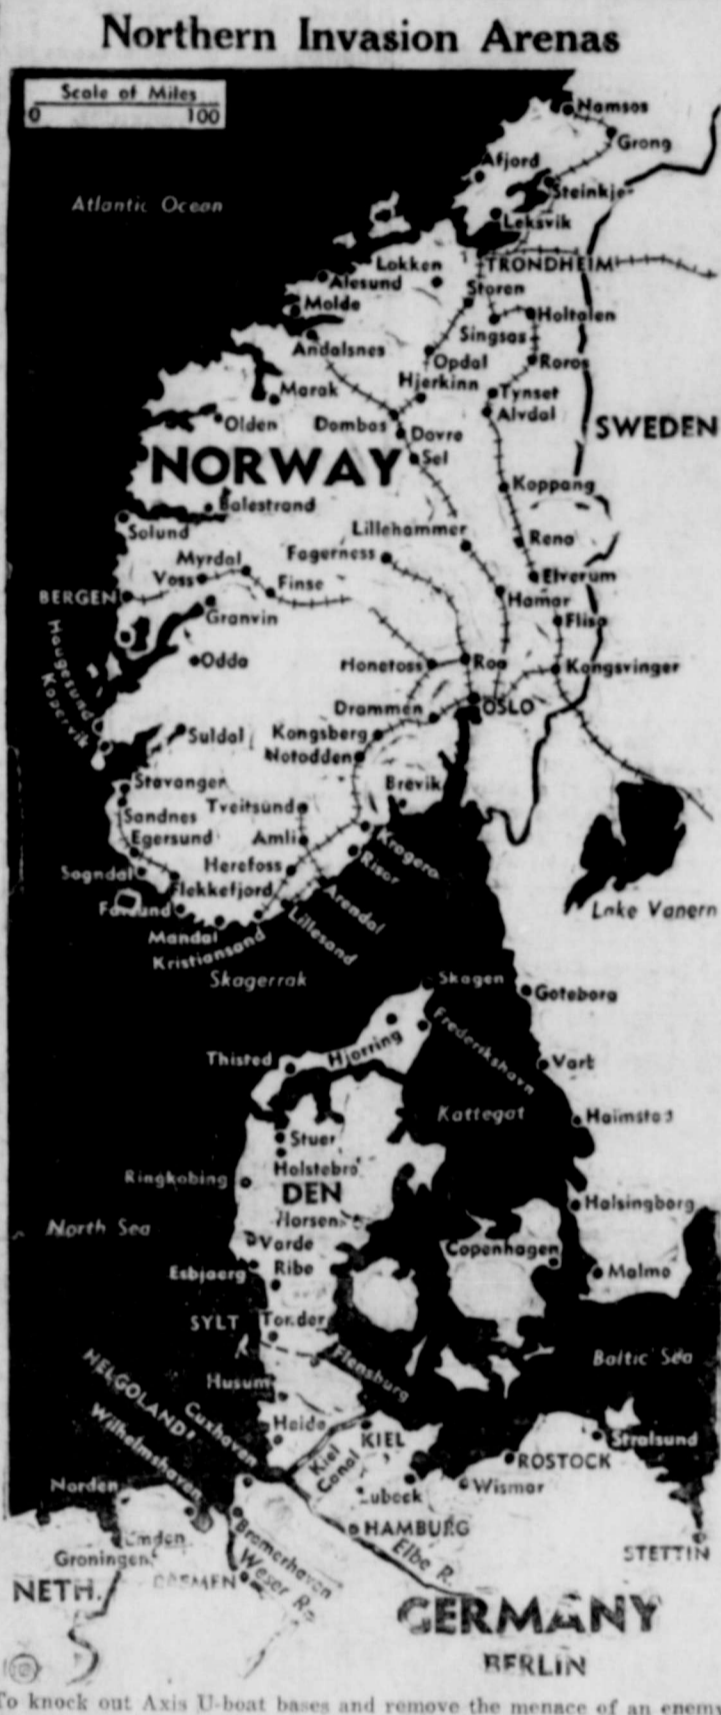 Northern Invasion Arenas
Scale of Miles
0 100
Namsos
Grong
Afjord
Steinkjer
Atlantic Ocean
Leksvik
Lokken
TRONDHEIM
Alesund
Storen
Molde
Holtalen
Singsas
Andalsnes
Opdal
Roros
Hjerkinn
Marak
Tynset
Alvdal
Olden
Dombas
SWEDEN
Dovre
NORWAY
Sel
Koppang
Balestrand
Solund
Lillehammer
Rena
Fagerness
Myrdal
Voss
Finse
Elverum
BERGEN
Hamar
Granvin
Flisa
Haugesund
Kopervik
Odda
Honefoss
Roa
Kongsvinger
Drammen
OSLO
Suldal
Kongsberg
Notodden
Stavanger
Brevik
Sandnes
Tveitsund
Egersund
Amli
Kragero
Risor
Sogndal
Herefoss
Flekkefjord
Arendal
Farsund
Lillesand
Lake Vanern
Mandal
Kristiansand
Skagerrak
Skagen
Goteborg
Frederikshavn
Hjorring
Thisted
Varb
Kattegat
Halmstad
Stuer
Holstebro
Ringkobing
DEN
Halsingborg
Horsens
North Sea
Varde
Copenhagen
Esbjaerg
Ribe
Malmo
SYLT
Tonder
Flensburg
Baltic Sea
HELGOLAND
Husum
Cuxhaven
Heide
Wilhelmshaven
KIEL
Stralsund
Kiel
Canal
ROSTOCK
Norden
Wismar
Lubeck
HAMBURG
Emden
Groningen
Bremerhaven
Elbe R.
STETTIN
NETH.
BREMEN
Weser R.
GERMANY
BERLIN
To knock out Axis U-boat bases and remove the menace of an enemy